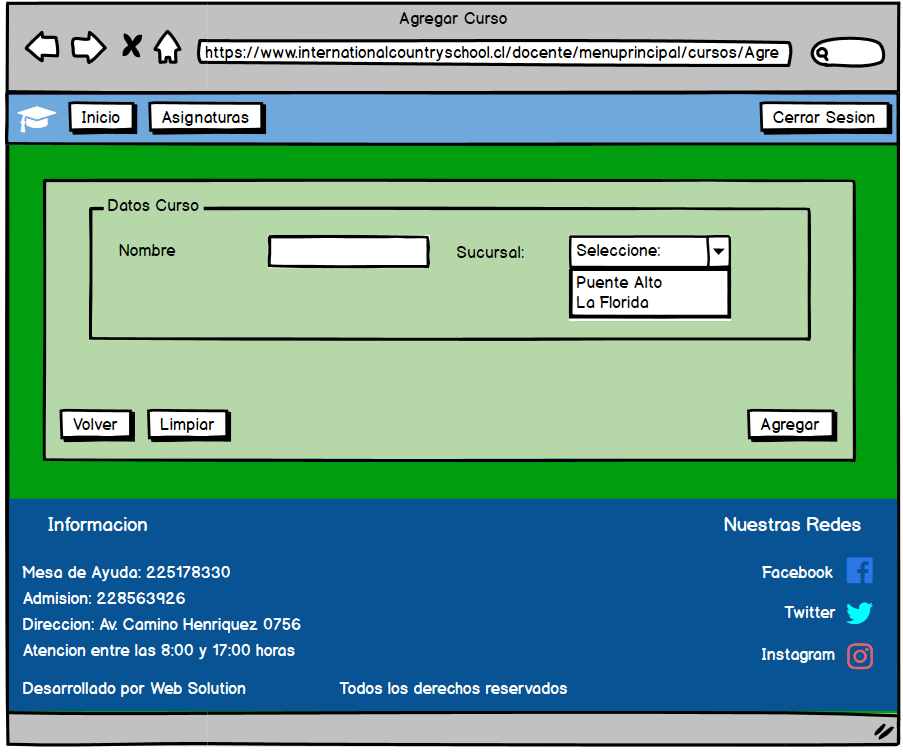 Agregar Curso
https://www.internationalcountryschool.cl/docente/menuprincipal/cursos/Agre
Inicio
Asignaturas
Cerrar Sesion
Datos Curso
Nombre
Sucursal:
Seleccione:
Puente Alto
La Florida
Volver
Limpiar
Agregar
Informacion
Nuestras Redes
Mesa de Ayuda: 225178330
Admision: 228563926
Direccion: Av. Camino Henriquez 0756
Atencion entre las 8:00 y 17:00 horas
Facebook
Twitter
Instagram
Desarrollado por Web Solution
Todos los derechos reservados